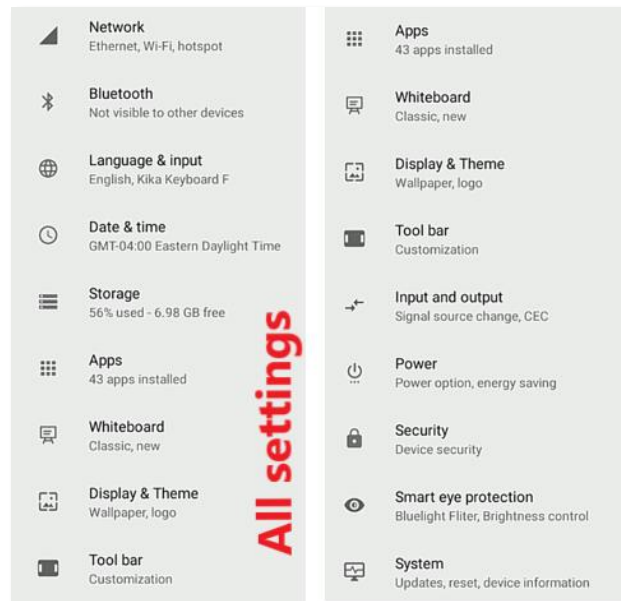 Network
Ethernet, Wi-Fi, hotspot
Bluetooth
Not visible to other devices
Language & input
English, Kika Keyboard F
Date & time
GMT-04:00 Eastern Daylight Time
Storage
56% used - 6.98 GB free
Apps
43 apps installed
Whiteboard
Classic, new
Display & Theme
Wallpaper, logo
Tool bar
Customization
All settings
Apps
43 apps installed
Whiteboard
Classic, new
Display & Theme
Wallpaper, logo
Tool bar
Customization
Input and output
Signal source change, CEC
Power
Power option, energy saving
Security
Device security
Smart eye protection
Bluelight Fliter, Brightness control
System
Updates, reset, device information